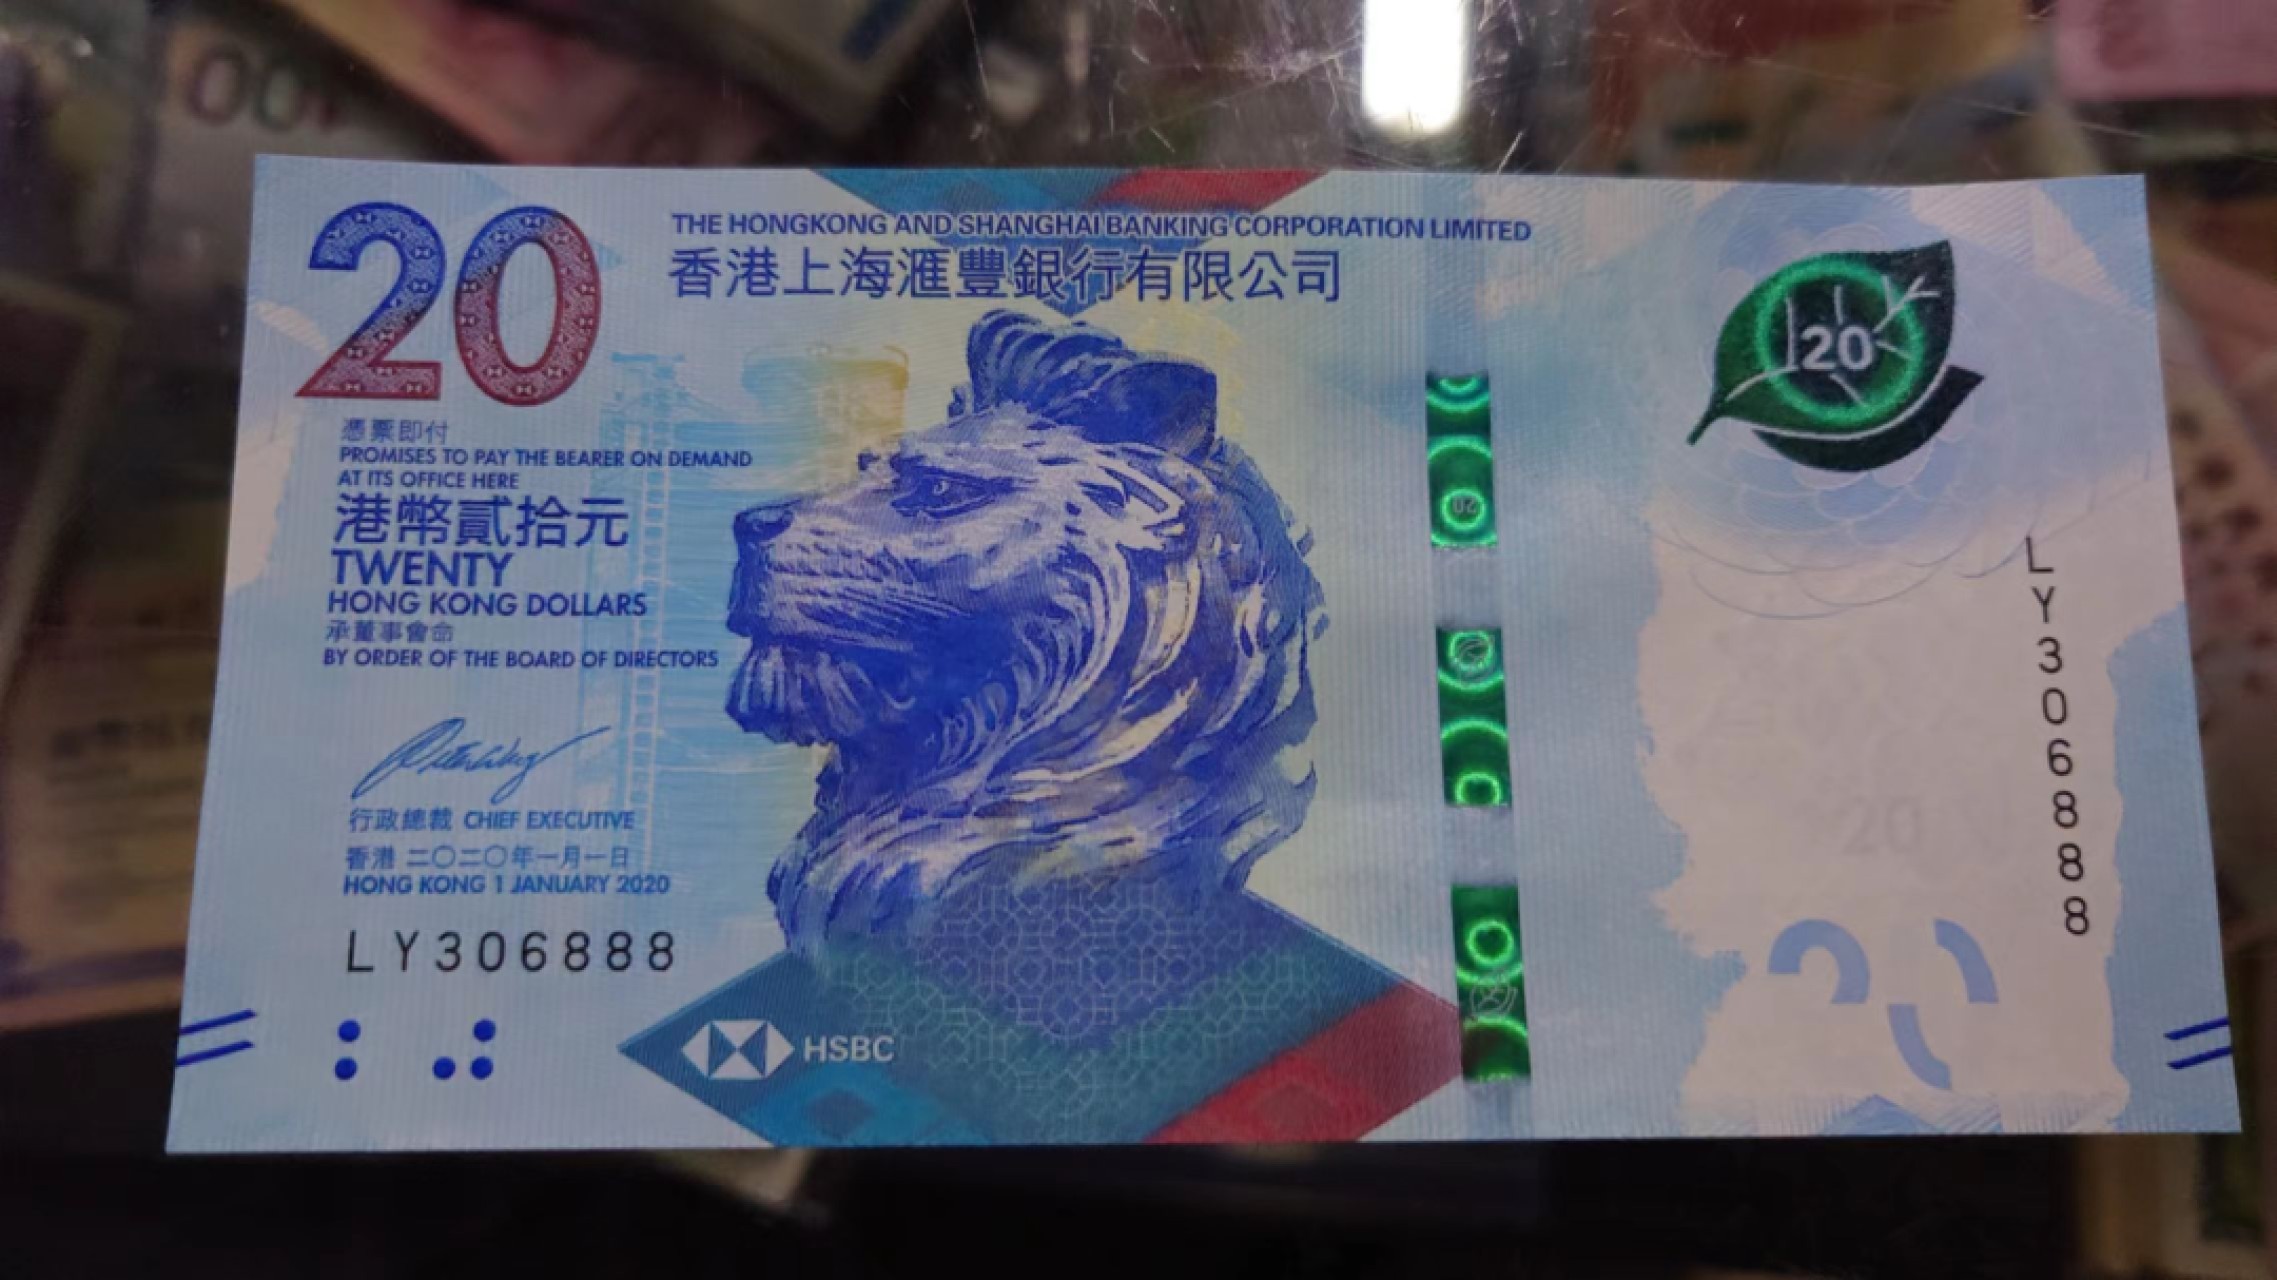 20
THE HONGKONG AND SHANGHAI BANKING CORPORATION LIMITED
香港上海滙豐銀行有限公司
憑票即付
PROMISES TO PAY THE BEARER ON DEMAND
AT ITS OFFICE HERE
港幣貳拾元
TWENTY
HONG KONG DOLLARS
承董事會命
BY ORDER OF THE BOARD OF DIRECTORS
行政總裁 CHIEF EXECUTIVE
香港 二〇二〇年一月一日
HONG KONG 1 JANUARY 2020
LY306888
HSBC
20
20
LY306888
20
00